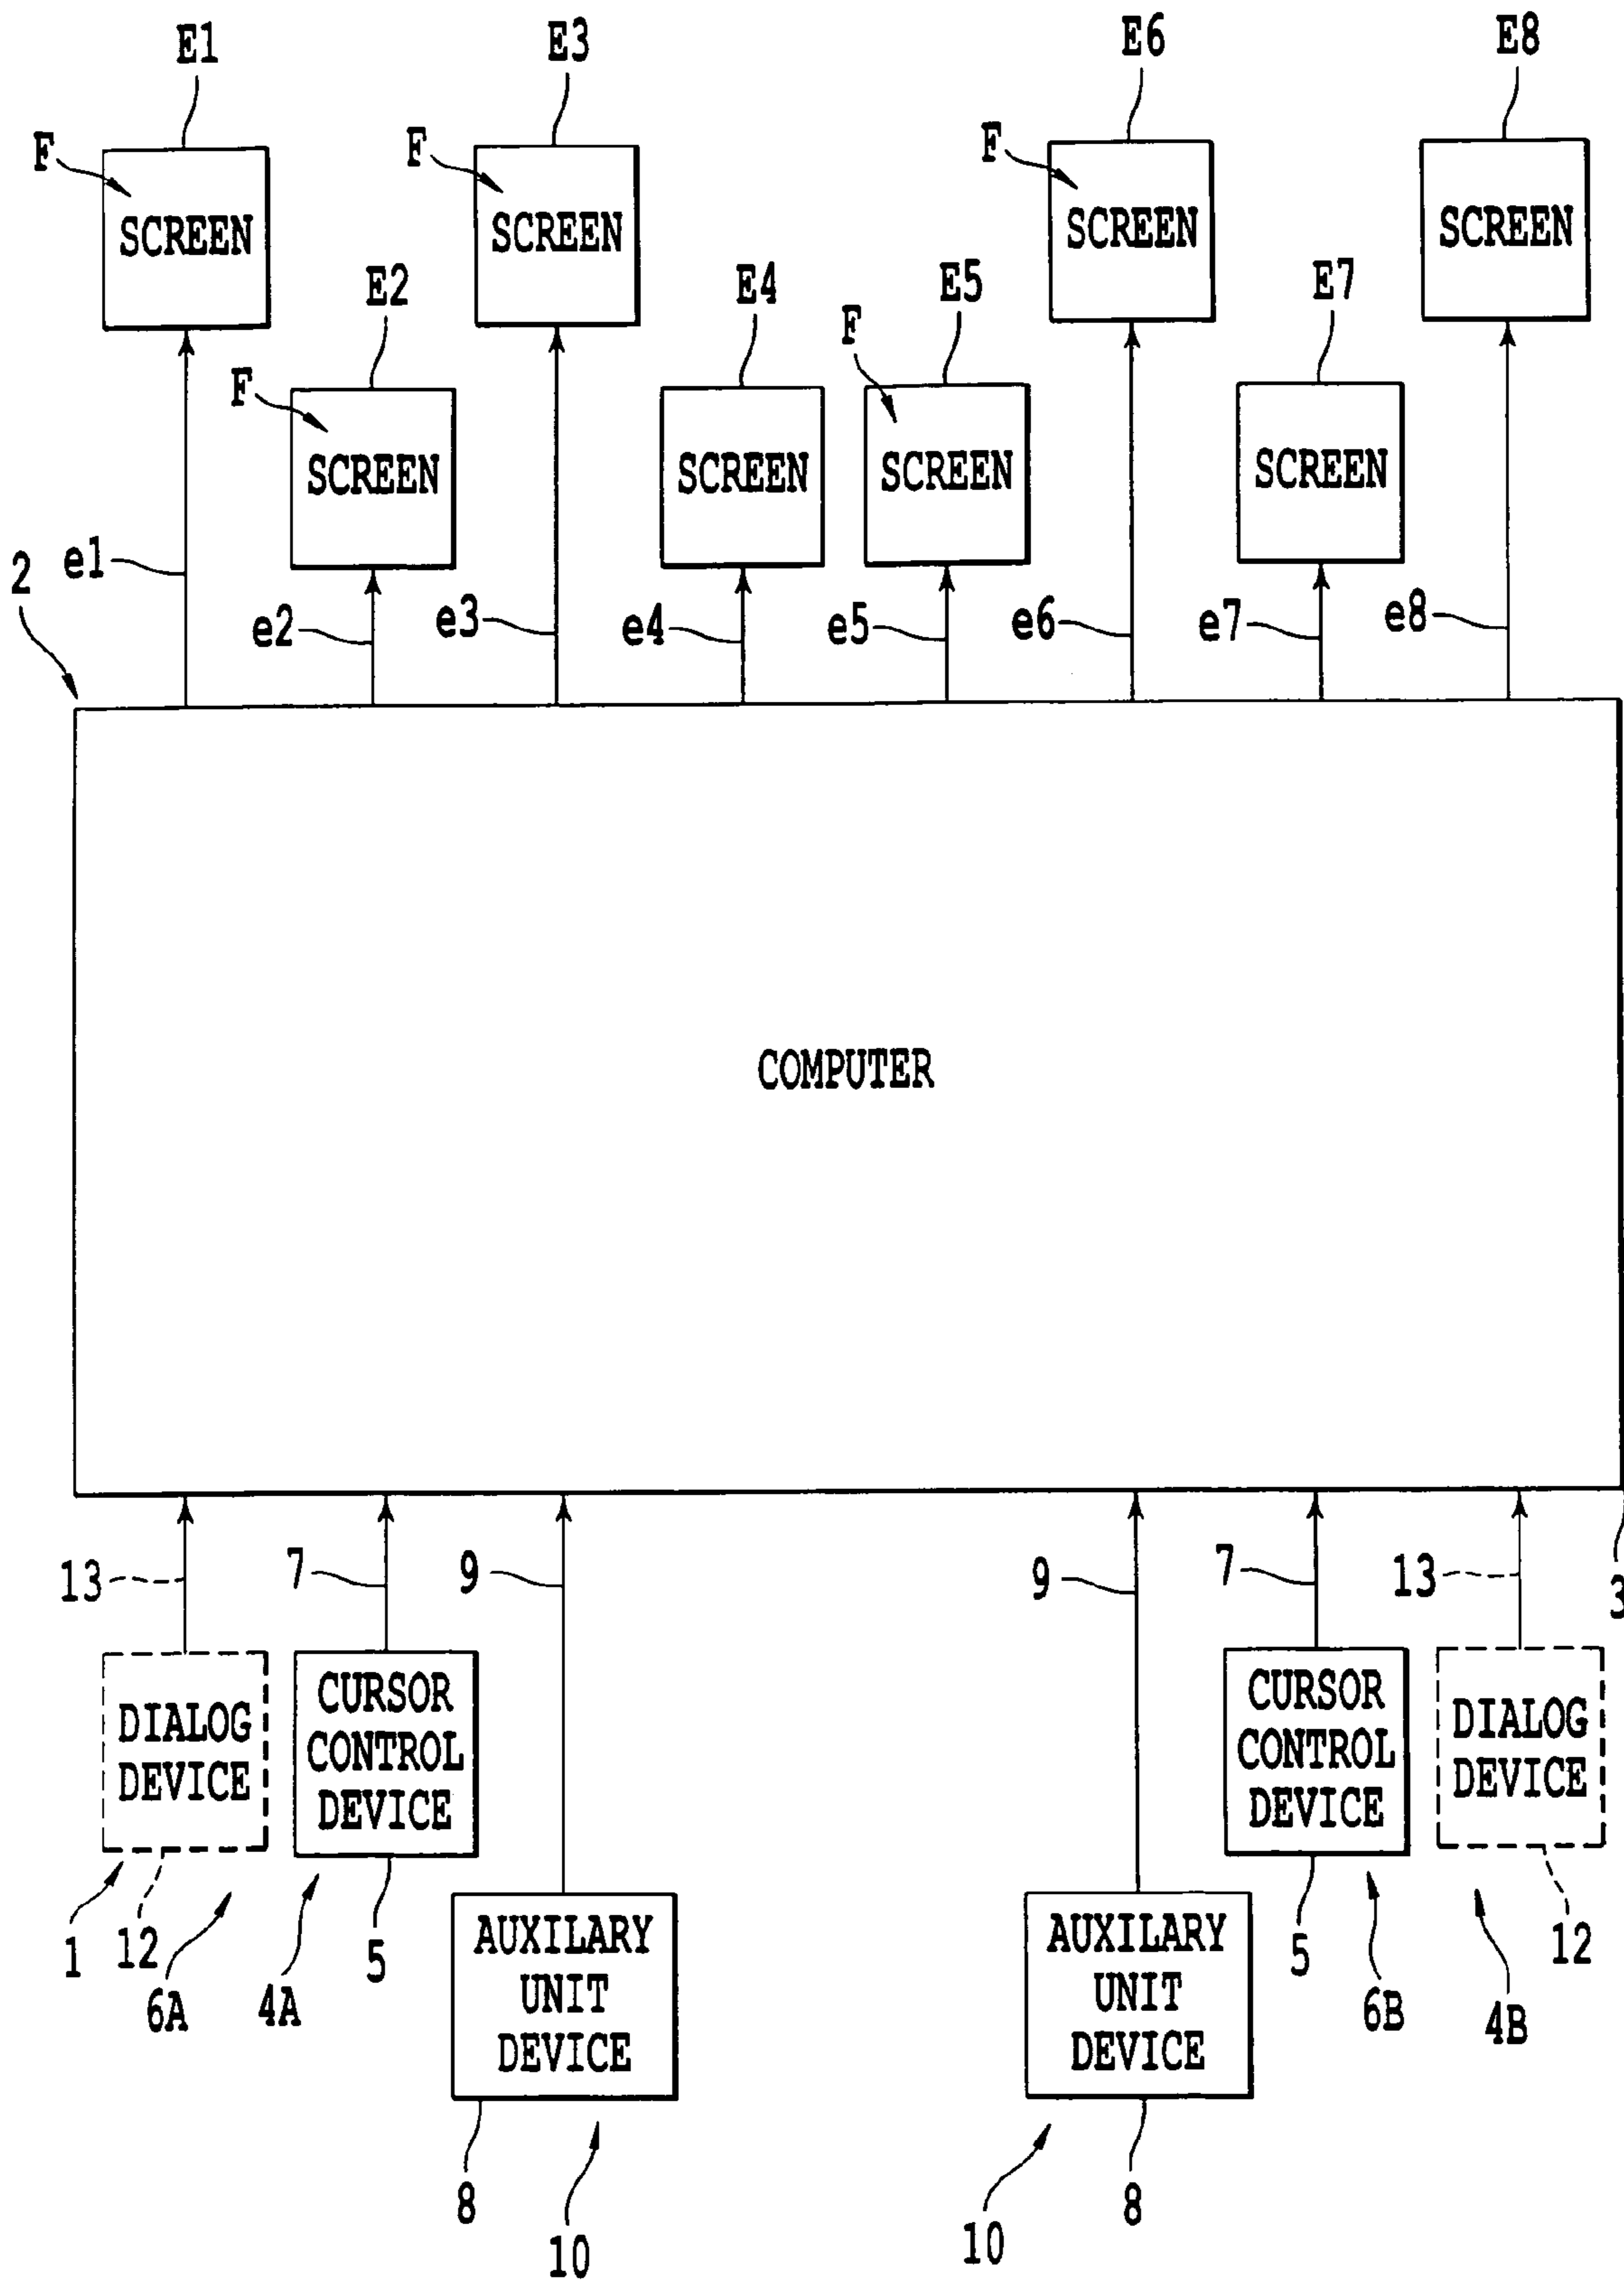 E1 E3 E6 E8
F F F
SCREEN SCREEN SCREEN SCREEN
E2 E4 E5 E7
F F
SCREEN SCREEN SCREEN SCREEN
2 e1 e2 e3 e4 e5 e6 e7 e8
COMPUTER
13 7 9 9 7 13 3
DIALOG
DEVICE
CURSOR
CONTROL
DEVICE
CURSOR
CONTROL
DEVICE
DIALOG
DEVICE
1 12 6A 4A 5
AUXILARY
UNIT
DEVICE
AUXILARY
UNIT
DEVICE
5 6B 4B 12
8 10 10 8